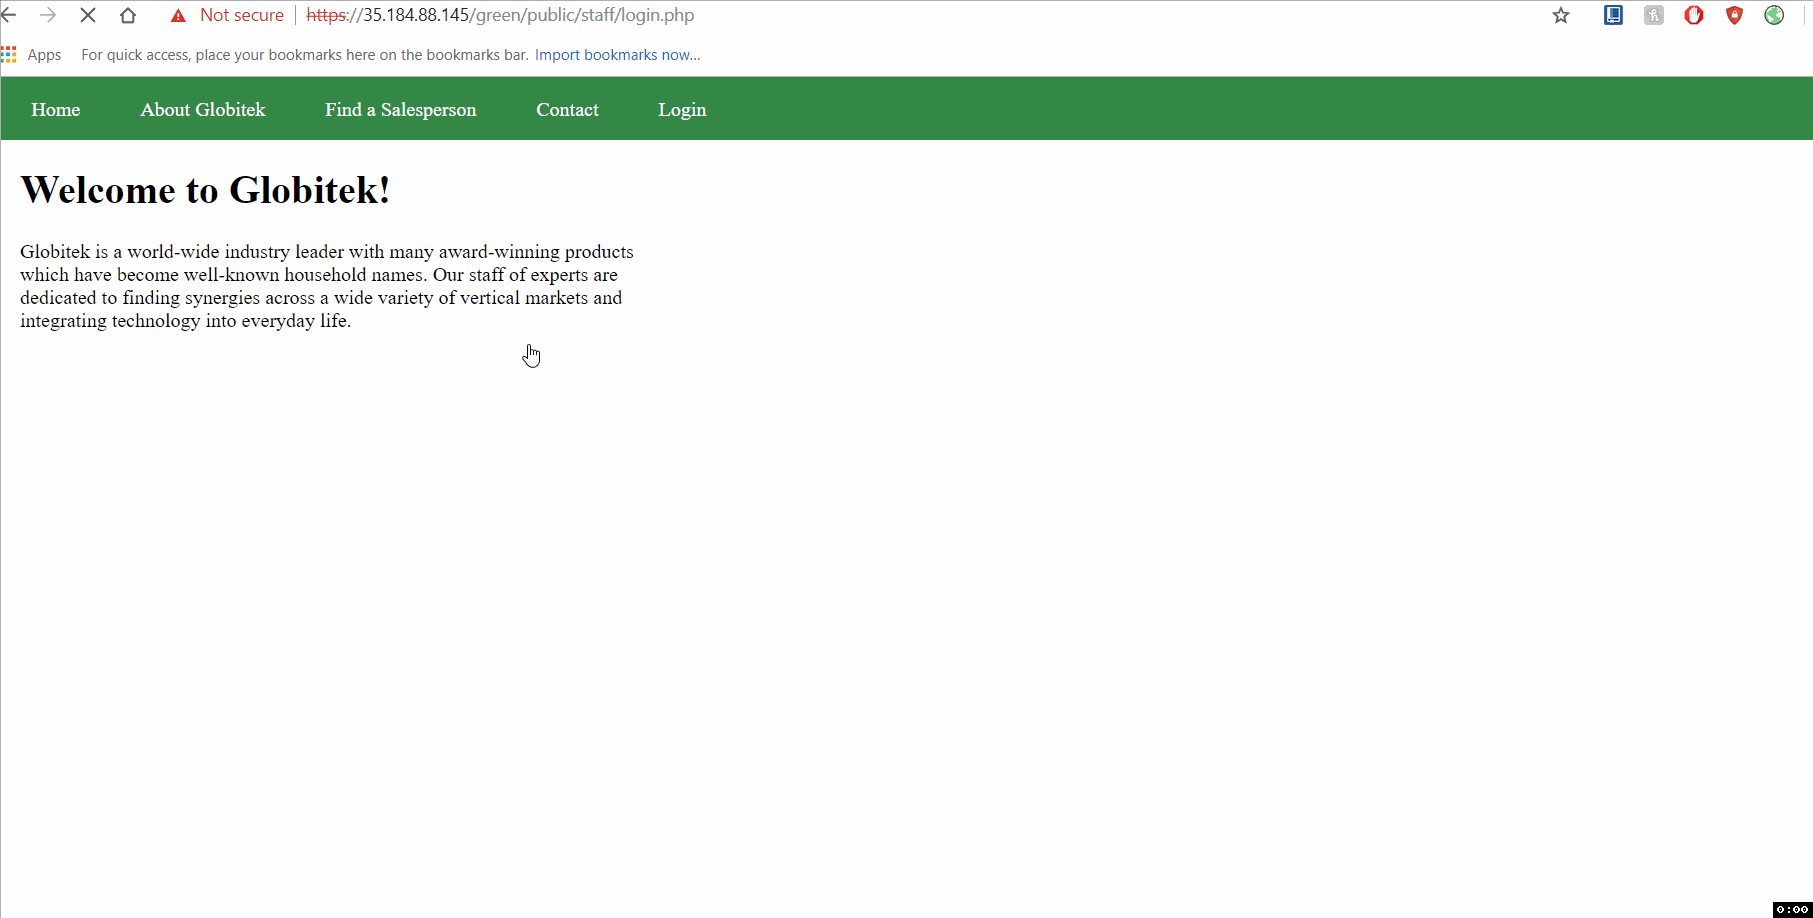 Not secure https://35.184.88.145/green/public/staff/login.php
Apps For quick access, place your bookmarks here on the bookmarks bar. Import bookmarks now...
Home About Globitek Find a Salesperson Contact Login
Welcome to Globitek!
Globitek is a world-wide industry leader with many award-winning products
which have become well-known household names. Our staff of experts are
dedicated to finding synergies across a wide variety of vertical markets and
integrating technology into everyday life.
0:00